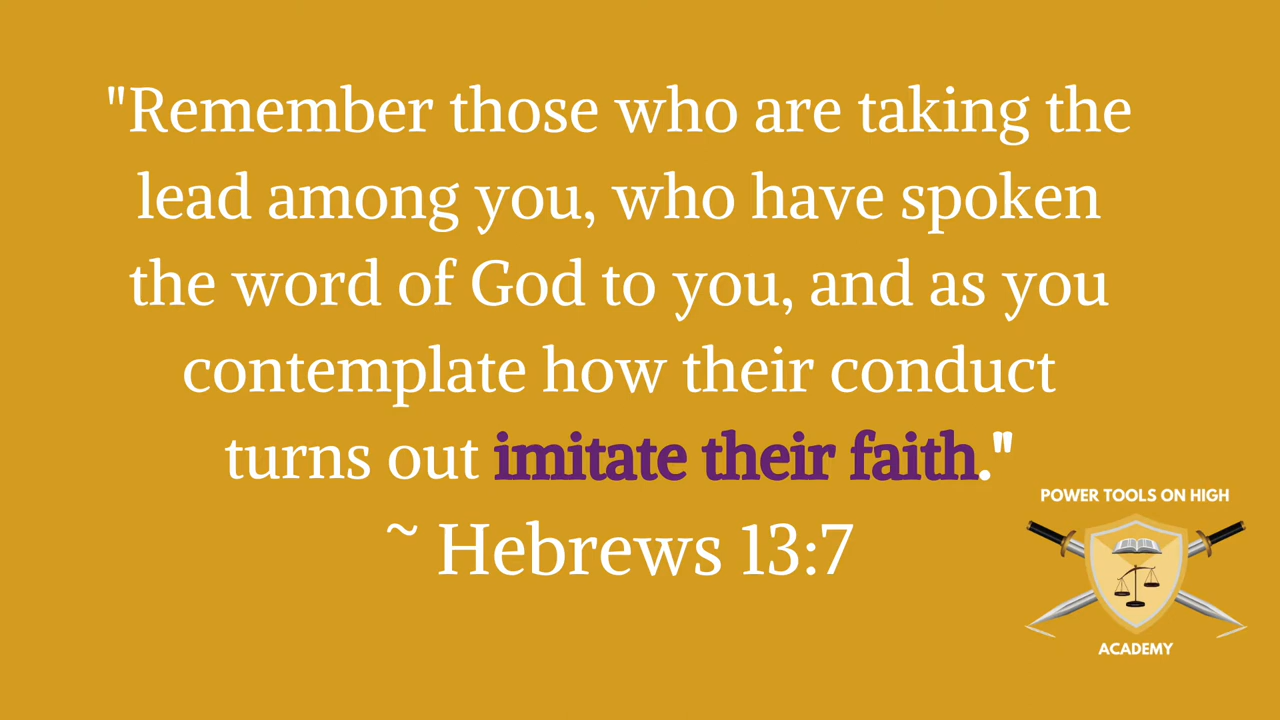 "Remember those who are taking the
lead among you, who have spoken
the word of God to you, and as you
contemplate how their conduct
turns out imitate their faith."
~ Hebrews 13:7
POWER TOOLS ON HIGH
ACADEMY